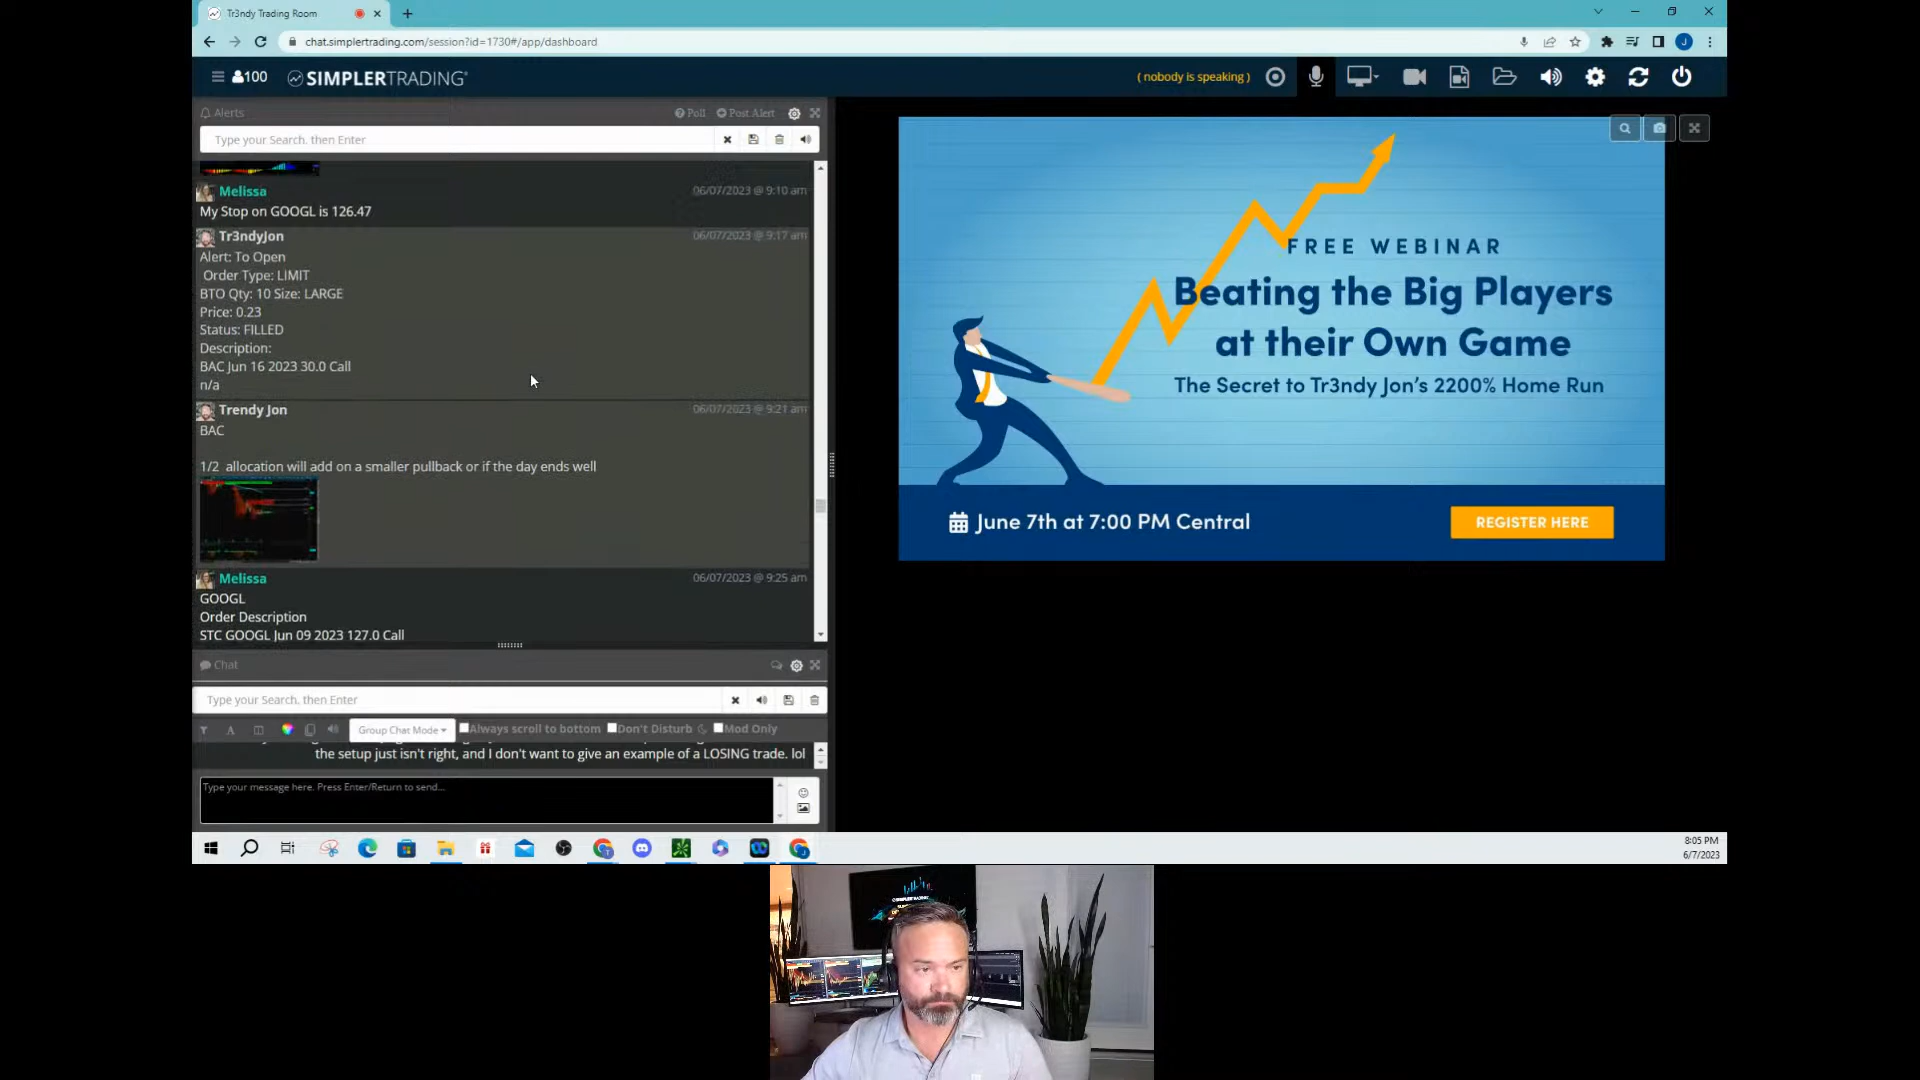 Tr3ndy Trading Room
chat.simplertrading.com/session?id=1730#/app/dashboard
J
100
SIMPLERTRADING
( nobody is speaking )
Alerts
Poll
Post Alert
Type your Search, then Enter
Melissa
06/07/2023 @ 9:10 am
My Stop on GOOGL is 126.47
Tr3ndyJon
06/07/2023 @ 9:17 am
Alert: To Open
Order Type: LIMIT
BTO Qty: 10 Size: LARGE
Price: 0.23
Status: FILLED
Description:
BAC Jun 16 2023 30.0 Call
n/a
Trendy Jon
06/07/2023 @ 9:21 am
BAC
1/2 allocation will add on a smaller pullback or if the day ends well
Melissa
06/07/2023 @ 9:25 am
GOOGL
Order Description
STC GOOGL Jun 09 2023 127.0 Call
Chat
Type your Search, then Enter
Group Chat Mode
Always scroll to bottom
Don't Disturb
Mod Only
the setup just isn't right, and I don't want to give an example of a LOSING trade. lol
Type your message here. Press Enter/Return to send...
FREE WEBINAR
Beating the Big Players
at their Own Game
The Secret to Tr3ndy Jon's 2200% Home Run
June 7th at 7:00 PM Central
REGISTER HERE
8:05 PM
6/7/2023